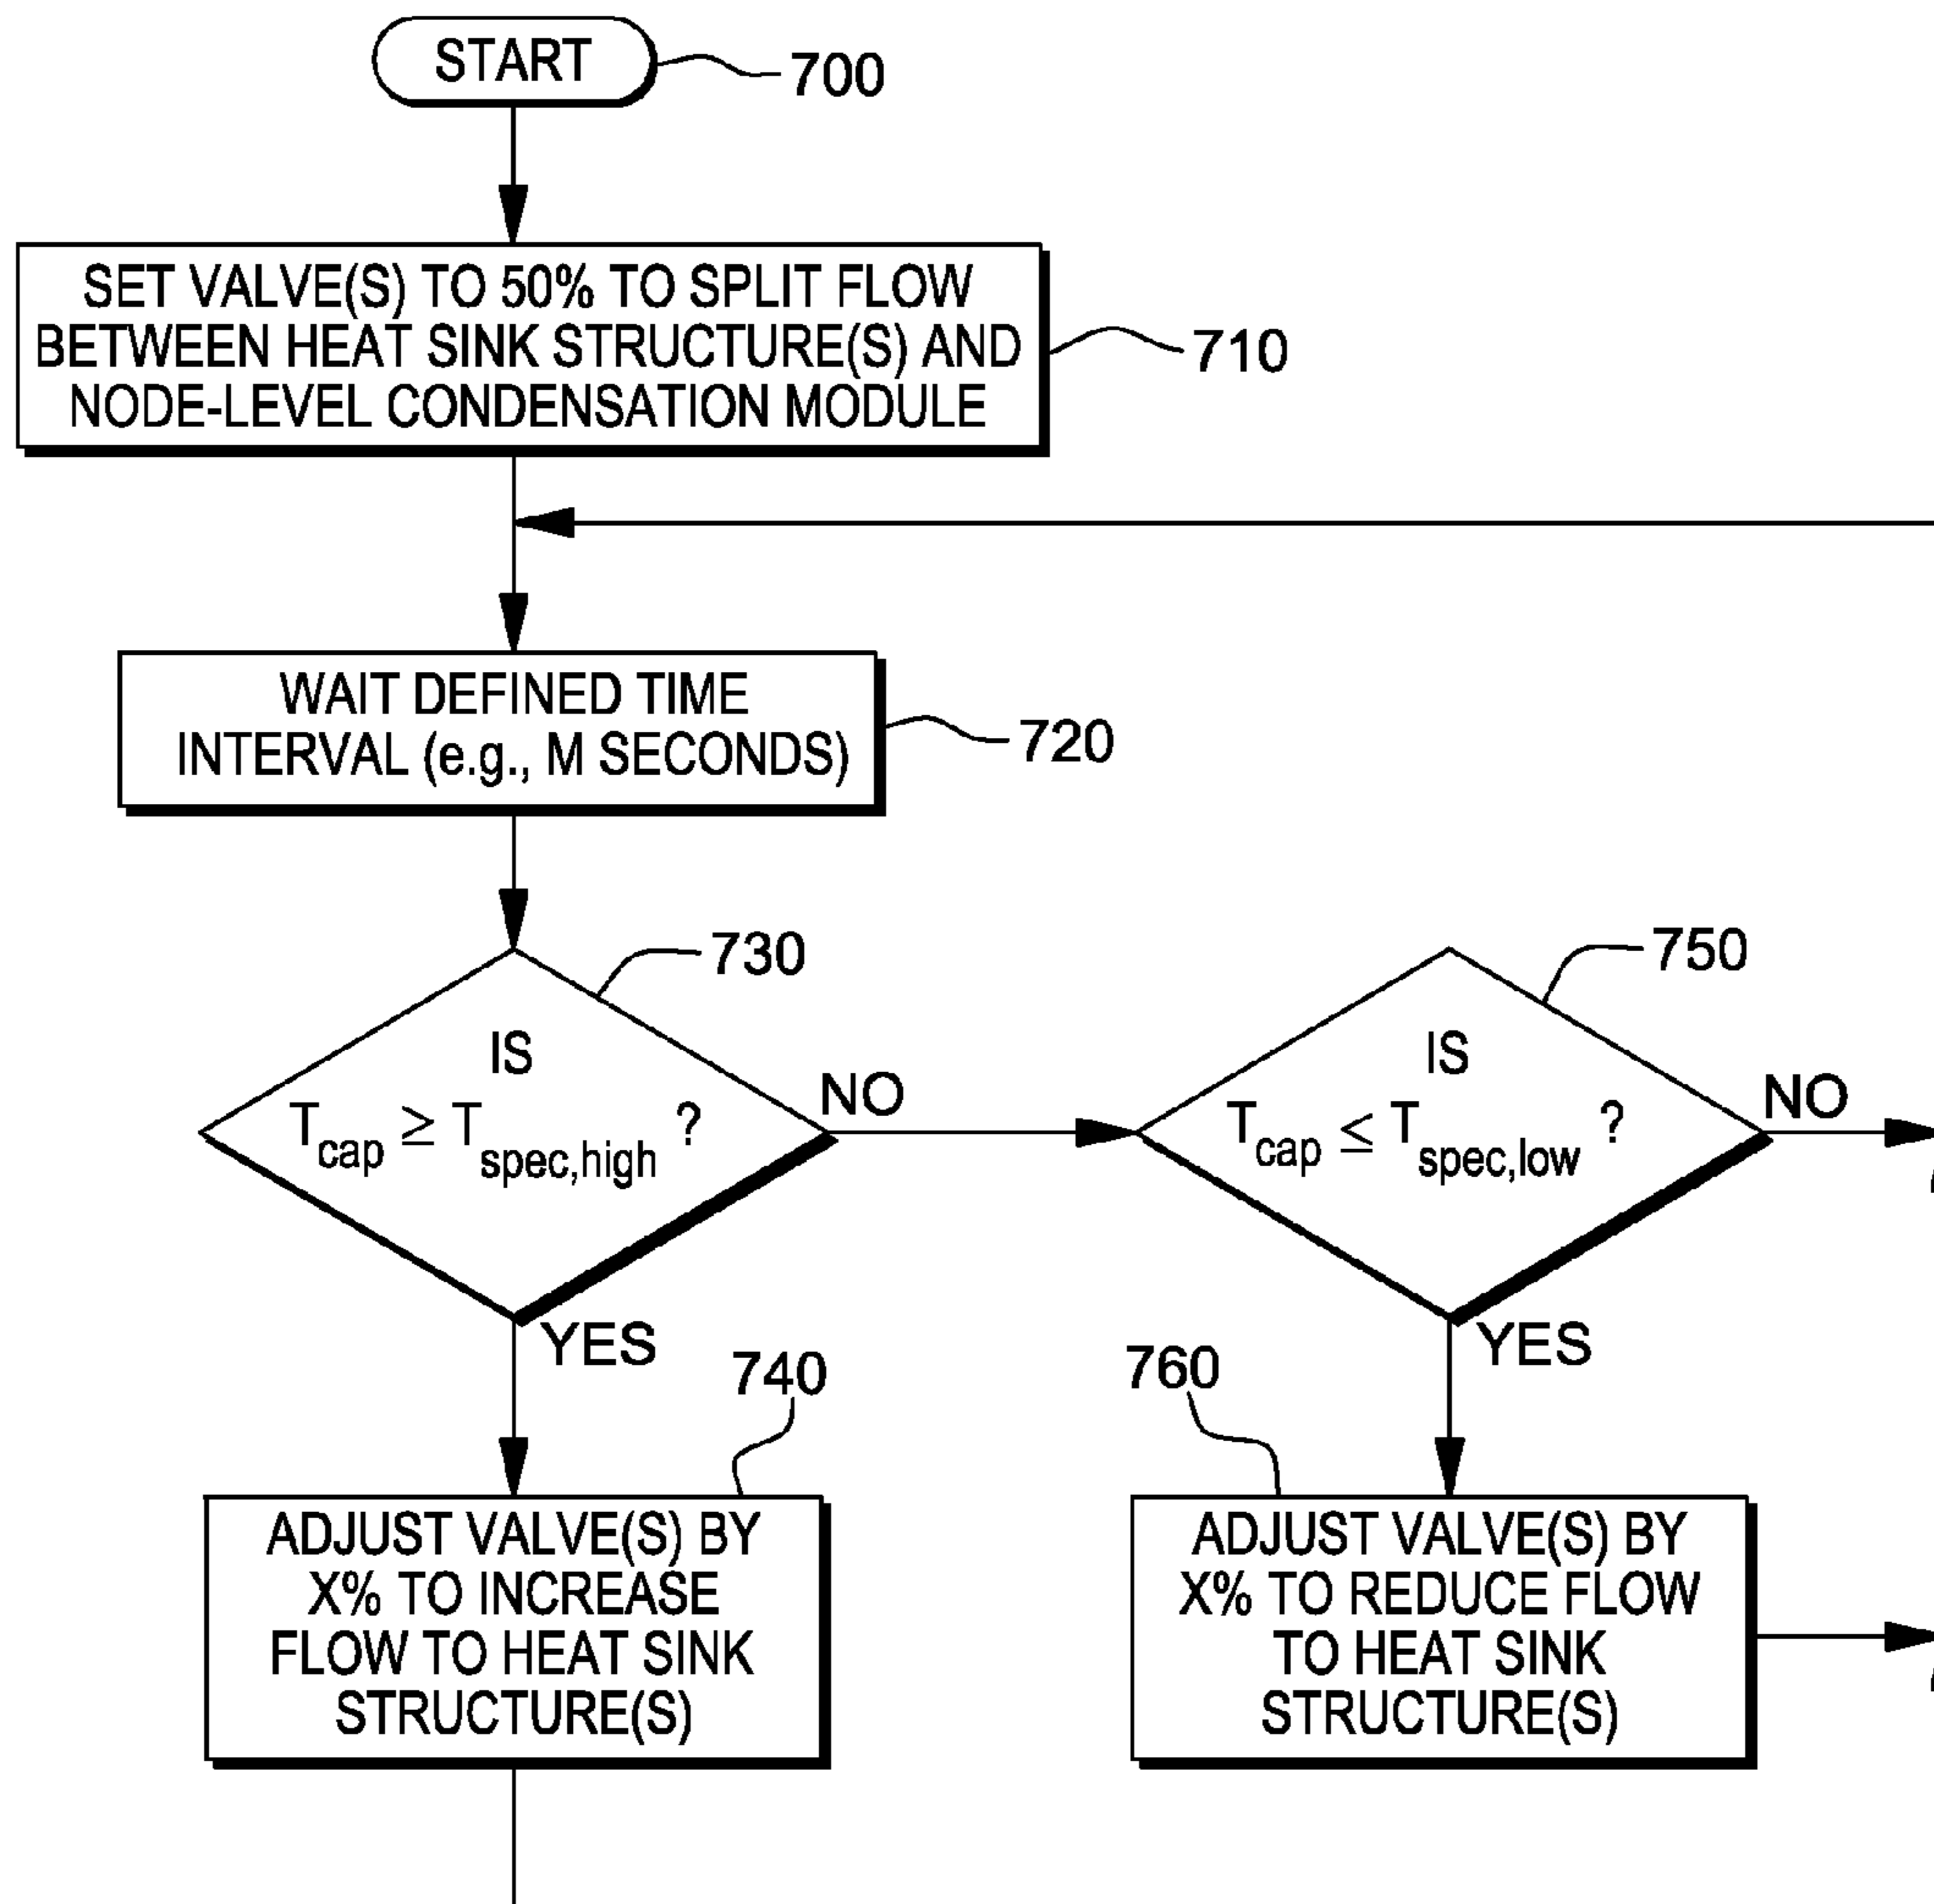 START
700
SET VALVE(S) TO 50% TO SPLIT FLOW
BETWEEN HEAT SINK STRUCTURE(S) AND
NODE-LEVEL CONDENSATION MODULE
710
WAIT DEFINED TIME
INTERVAL (e.g., M SECONDS)
720
730
IS
Tcap ≥ Tspec,high ?
NO
YES
750
IS
Tcap ≤ Tspec,low ?
NO
YES
740
ADJUST VALVE(S) BY
X% TO INCREASE
FLOW TO HEAT SINK
STRUCTURE(S)
760
ADJUST VALVE(S) BY
X% TO REDUCE FLOW
TO HEAT SINK
STRUCTURE(S)